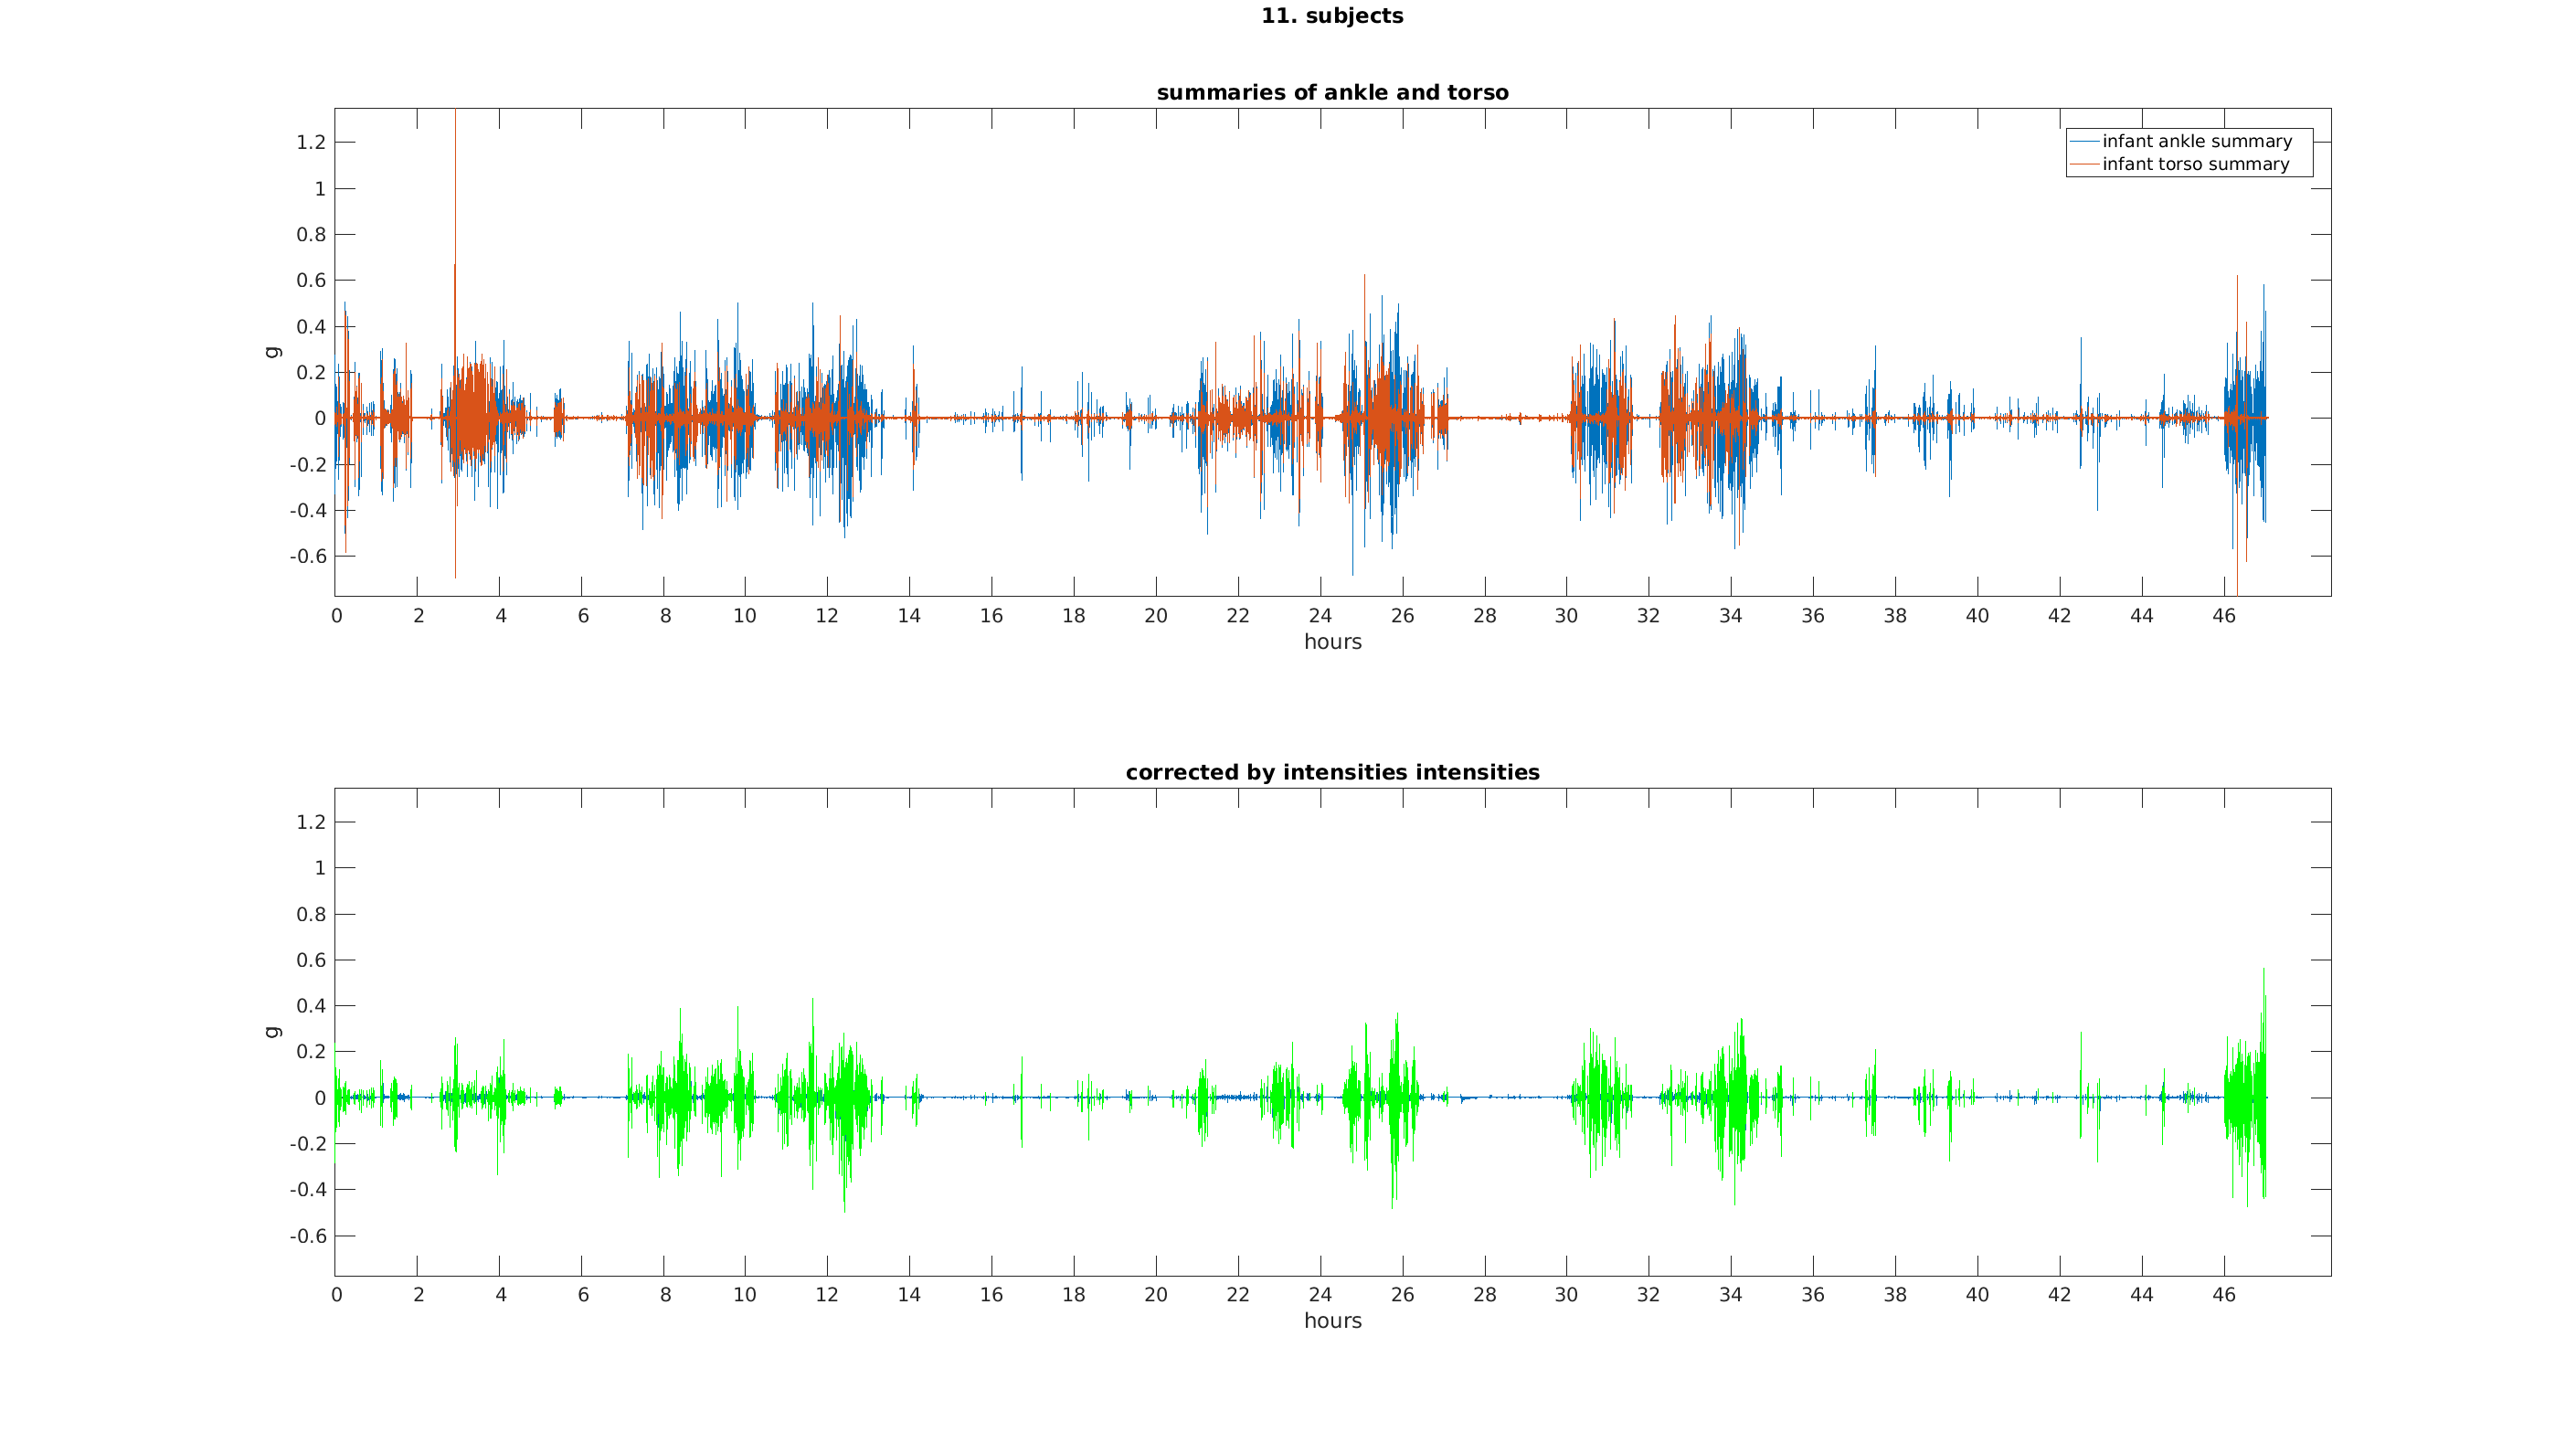 11. subjects
summaries of ankle and torso
infant ankle summary
infant torso summary
1.2
1
0.8
0.6
0.4
0.2
0
-0.2
-0.4
-0.6
g
0 2 4 6 8 10 12 14 16 18 20 22 24 26 28 30 32 34 36 38 40 42 44 46
hours
corrected by intensities intensities
1.2
1
0.8
0.6
0.4
0.2
0
-0.2
-0.4
-0.6
g
0 2 4 6 8 10 12 14 16 18 20 22 24 26 28 30 32 34 36 38 40 42 44 46
hours